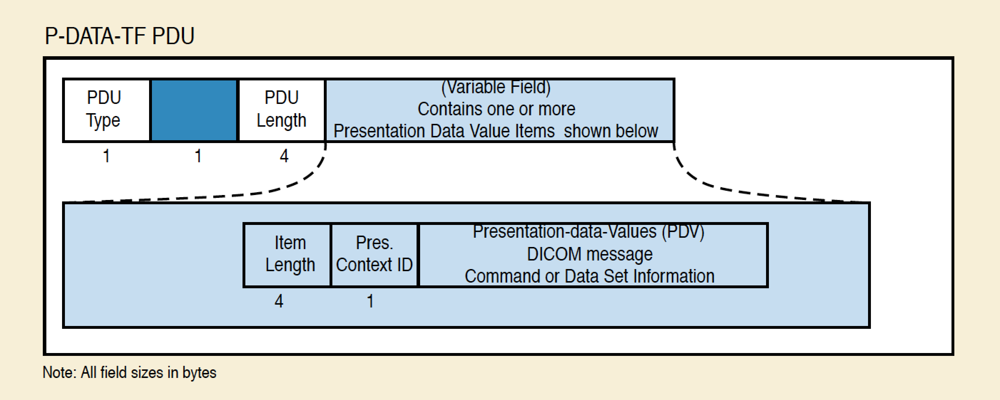 P-DATA-TF PDU
PDU
Type
PDU
Length
(Variable Field)
Contains one or more
Presentation Data Value Items shown below
1
1
4
Item
Length
Pres.
Context ID
Presentation-data-Values (PDV)
DICOM message
Command or Data Set Information
4
1
Note: All field sizes in bytes